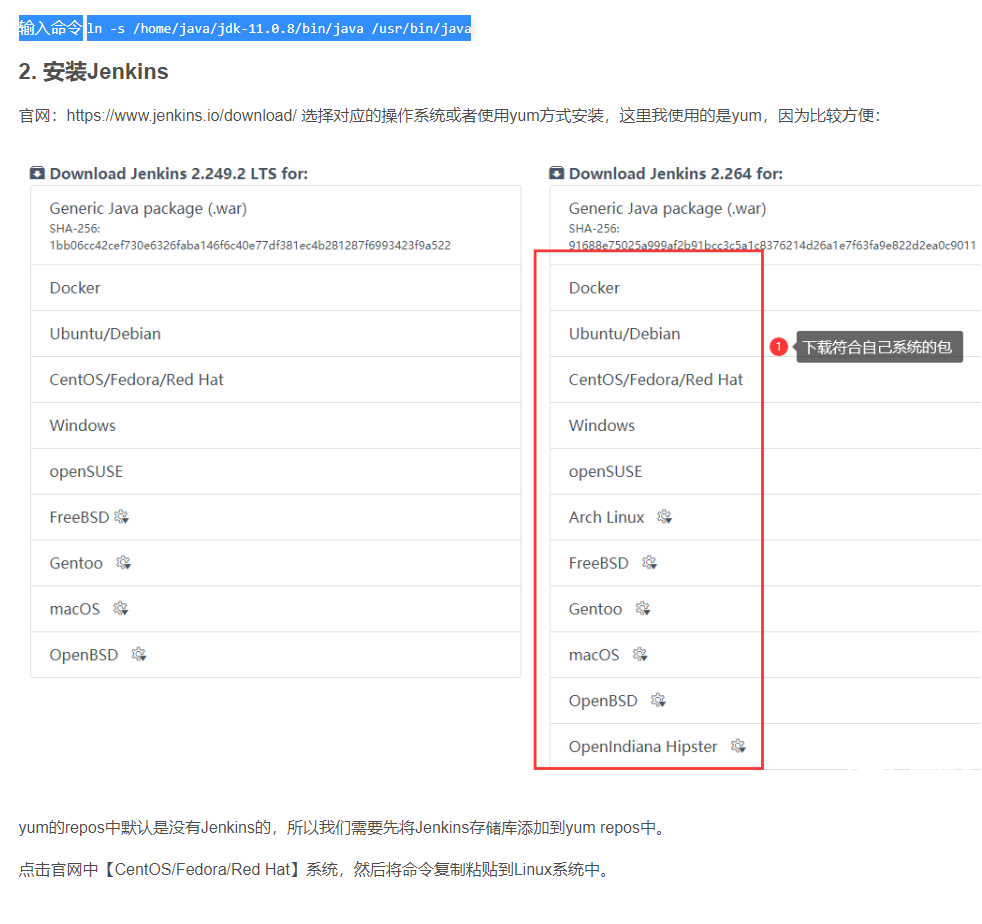 输入命令 ln -s /home/java/jdk-11.0.8/bin/java /usr/bin/java
2. 安装Jenkins
官网：https://www.jenkins.io/download/ 选择对应的操作系统或者使用yum方式安装，这里我使用的是yum，因为比较方便：
Download Jenkins 2.249.2 LTS for:
Generic Java package (.war)
SHA-256:
1bb06cc42cef730e6326faba146f6c40e77df381ec4b281287f6993423f9a522
Docker
Ubuntu/Debian
CentOS/Fedora/Red Hat
Windows
openSUSE
FreeBSD
Gentoo
macOS
OpenBSD
Download Jenkins 2.264 for:
Generic Java package (.war)
SHA-256:
91688e75025a999af2b91bcc3c5a1c8376214d26a1e7f63fa9e822d2ea0c9011
Docker
Ubuntu/Debian
CentOS/Fedora/Red Hat
Windows
openSUSE
Arch Linux
FreeBSD
Gentoo
macOS
OpenBSD
OpenIndiana Hipster
1 下载符合自己系统的包
yum的repos中默认是没有Jenkins的，所以我们需要先将Jenkins存储库添加到yum repos中。
点击官网中【CentOS/Fedora/Red Hat】系统，然后将命令复制粘贴到Linux系统中。